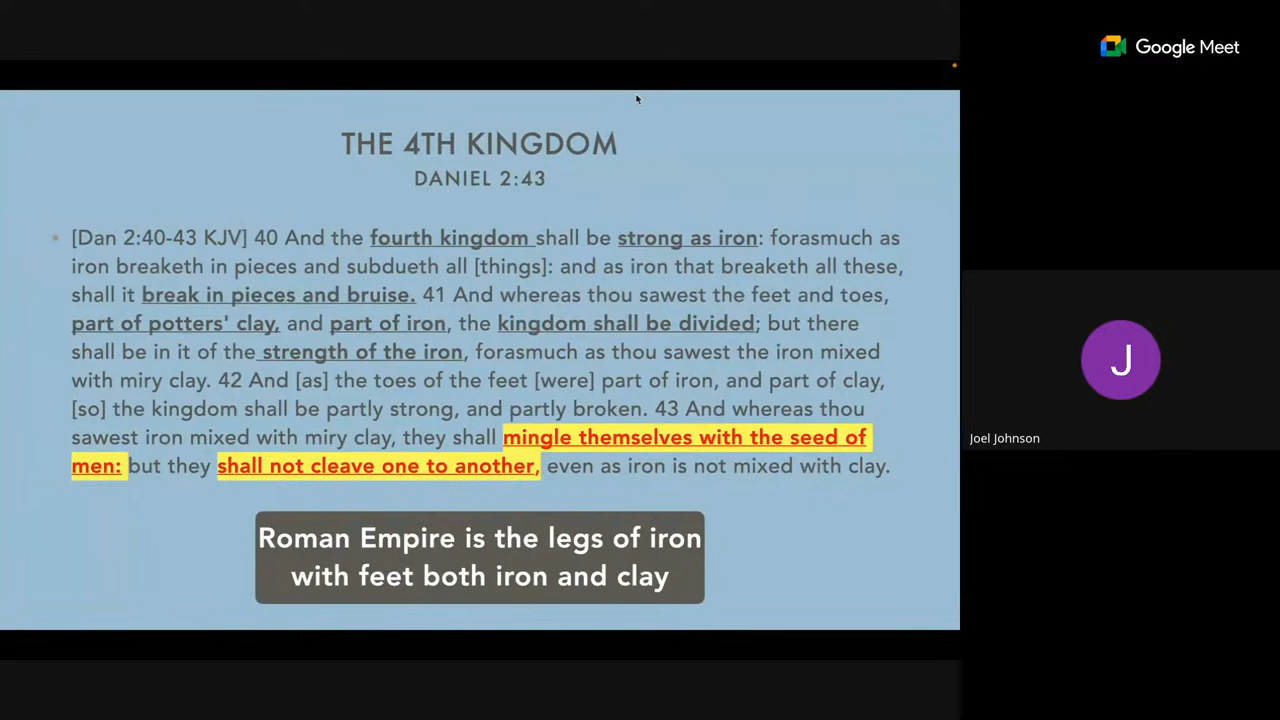 Google Meet
THE 4TH KINGDOM
DANIEL 2:43
• [Dan 2:40-43 KJV] 40 And the fourth kingdom shall be strong as iron: forasmuch as
iron breaketh in pieces and subdueth all [things]: and as iron that breaketh all these,
shall it break in pieces and bruise. 41 And whereas thou sawest the feet and toes,
part of potters' clay, and part of iron, the kingdom shall be divided; but there
shall be in it of the strength of the iron, forasmuch as thou sawest the iron mixed
with miry clay. 42 And [as] the toes of the feet [were] part of iron, and part of clay,
[so] the kingdom shall be partly strong, and partly broken. 43 And whereas thou
sawest iron mixed with miry clay, they shall mingle themselves with the seed of
men: but they shall not cleave one to another, even as iron is not mixed with clay.
Roman Empire is the legs of iron
with feet both iron and clay
J
Joel Johnson